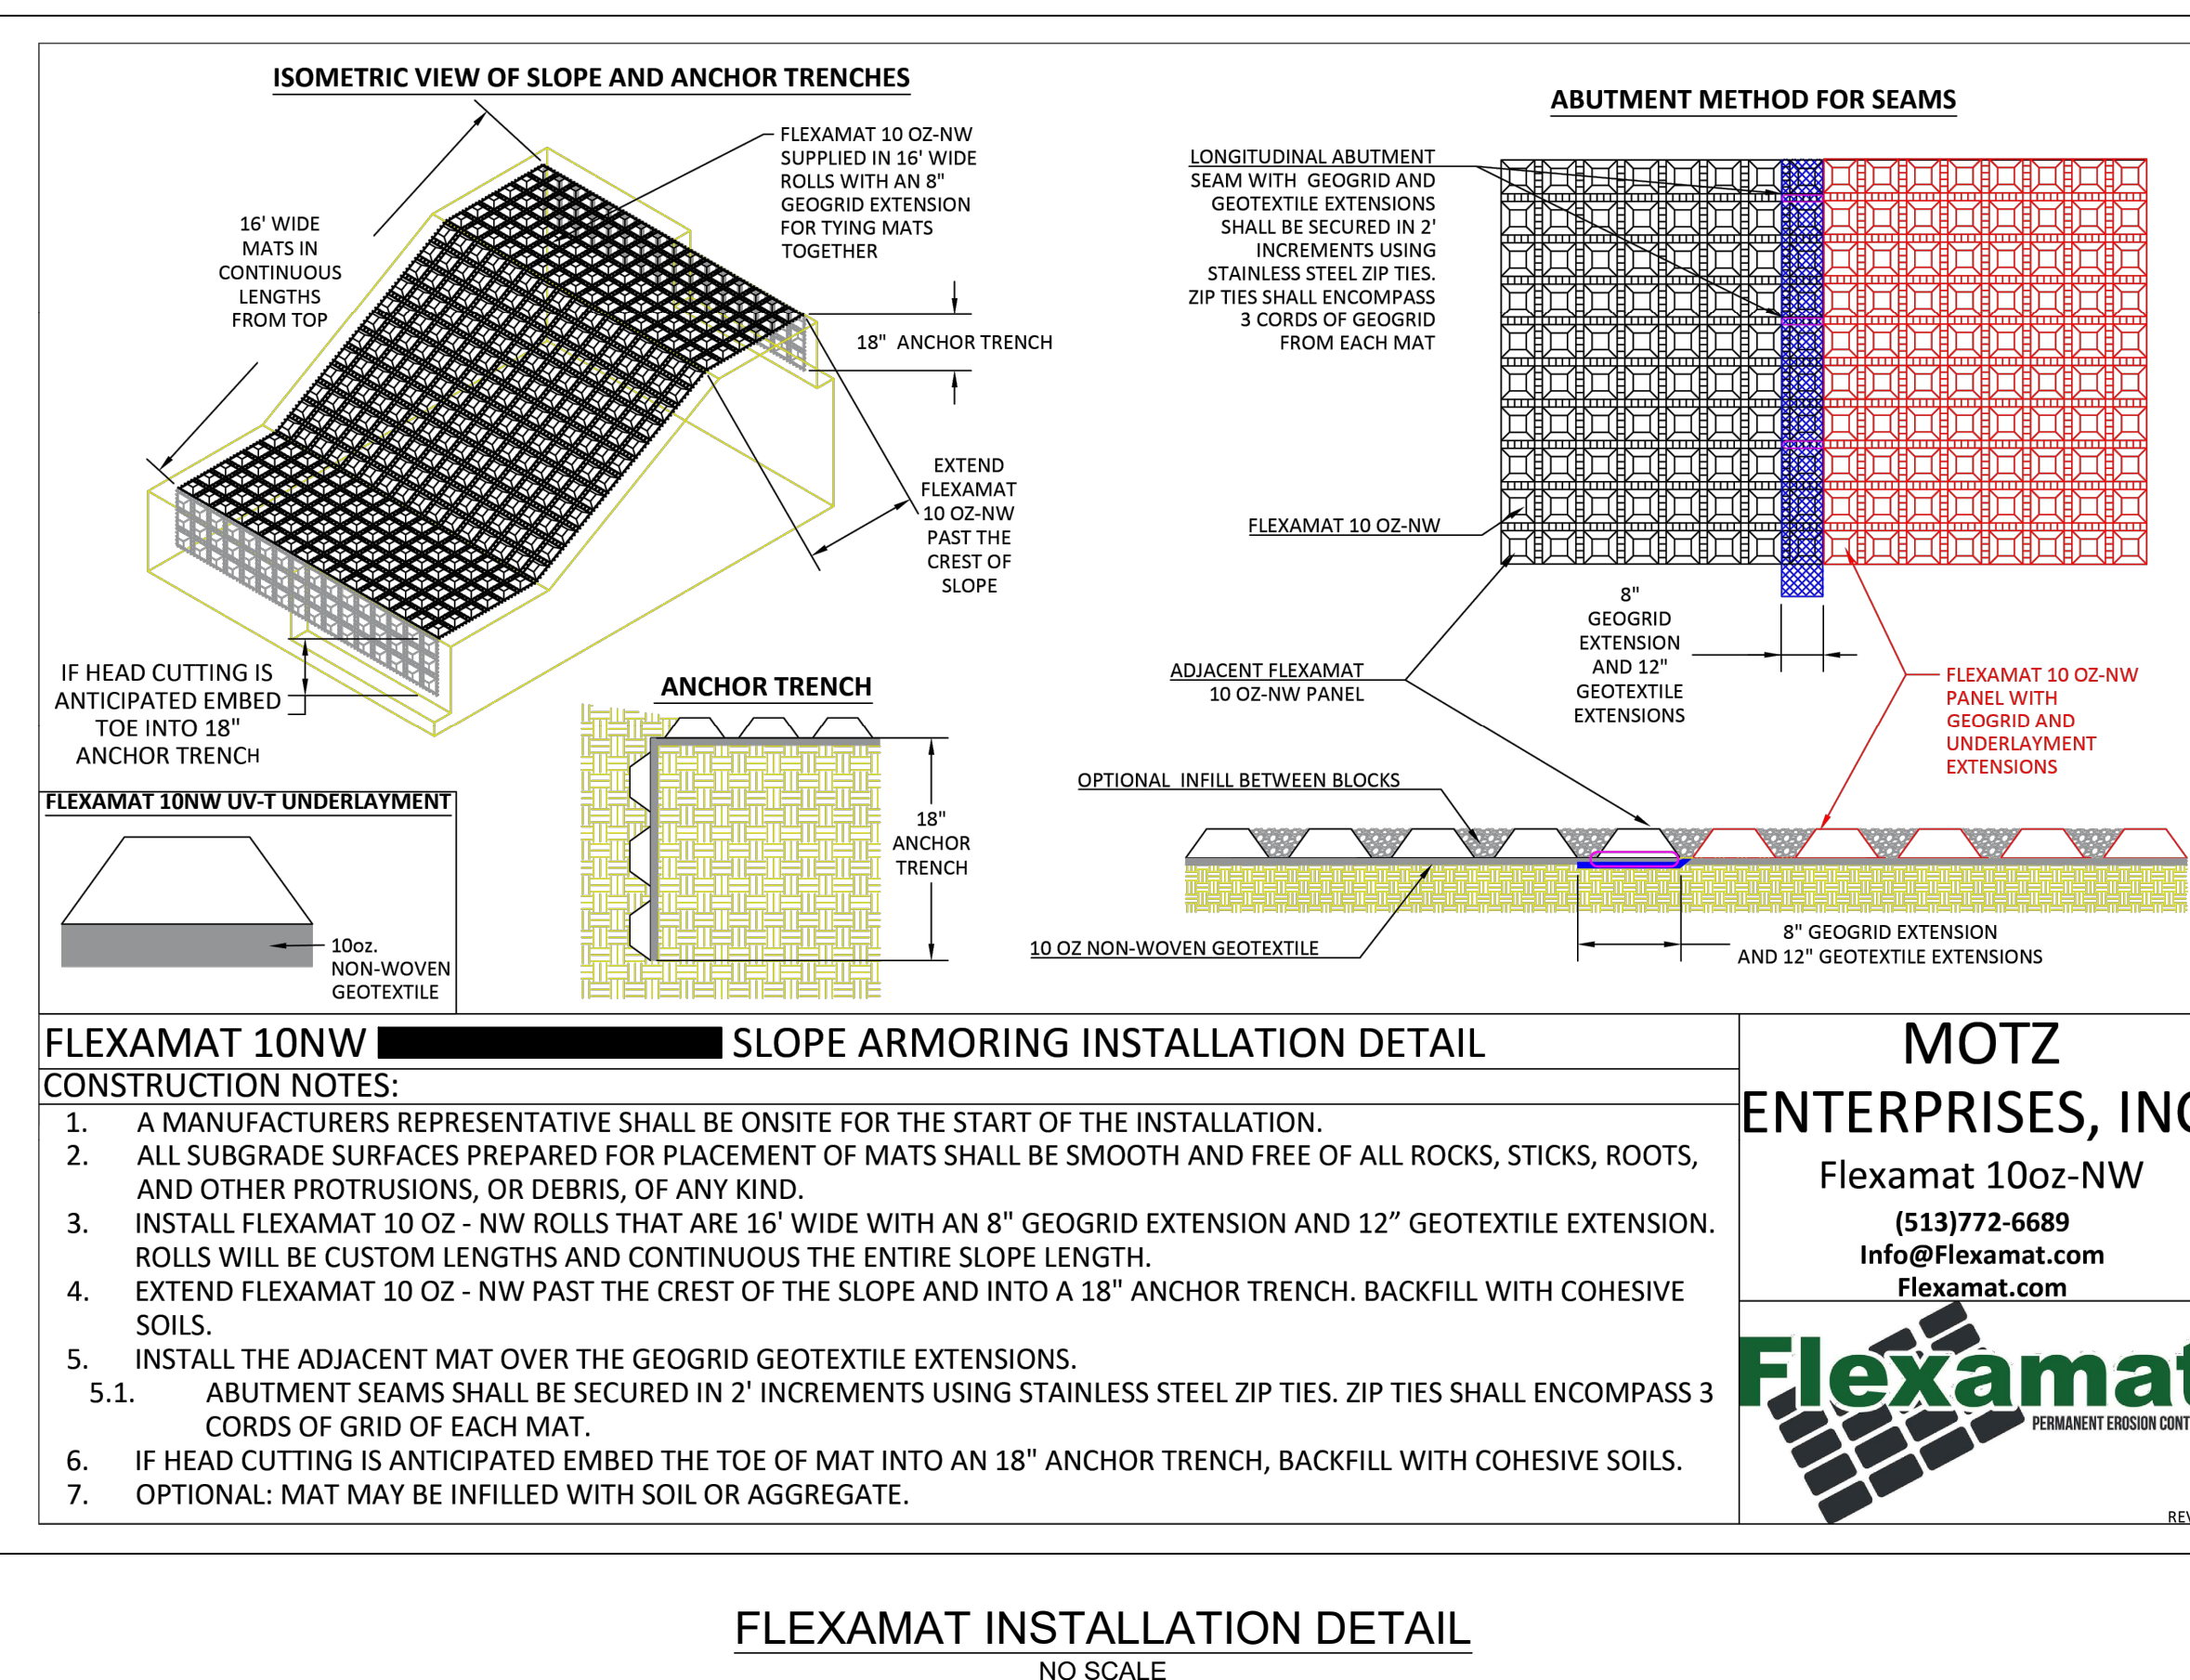 ISOMETRIC VIEW OF SLOPE AND ANCHOR TRENCHES
FLEXAMAT 10 OZ-NW
SUPPLIED IN 16' WIDE
ROLLS WITH AN 8"
GEOGRID EXTENSION
FOR TYING MATS
TOGETHER
16' WIDE
MATS IN
CONTINUOUS
LENGTHS
FROM TOP
18" ANCHOR TRENCH
EXTEND
FLEXAMAT
10 OZ-NW
PAST THE
CREST OF
SLOPE
IF HEAD CUTTING IS
ANTICIPATED EMBED
TOE INTO 18"
ANCHOR TRENCH
ABUTMENT METHOD FOR SEAMS
LONGITUDINAL ABUTMENT
SEAM WITH GEOGRID AND
GEOTEXTILE EXTENSIONS
SHALL BE SECURED IN 2'
INCREMENTS USING
STAINLESS STEEL ZIP TIES.
ZIP TIES SHALL ENCOMPASS
3 CORDS OF GEOGRID
FROM EACH MAT
FLEXAMAT 10 OZ-NW
8"
GEOGRID
EXTENSION
AND 12"
GEOTEXTILE
EXTENSIONS
ADJACENT FLEXAMAT
10 OZ-NW PANEL
FLEXAMAT 10 OZ-NW
PANEL WITH
GEOGRID AND
UNDERLAYMENT
EXTENSIONS
OPTIONAL INFILL BETWEEN BLOCKS
10 OZ NON-WOVEN GEOTEXTILE
8" GEOGRID EXTENSION
AND 12" GEOTEXTILE EXTENSIONS
ANCHOR TRENCH
18"
ANCHOR
TRENCH
FLEXAMAT 10NW UV-T UNDERLAYMENT
10oz.
NON-WOVEN
GEOTEXTILE
FLEXAMAT 10NW SLOPE ARMORING INSTALLATION DETAIL
CONSTRUCTION NOTES:
1. A MANUFACTURERS REPRESENTATIVE SHALL BE ONSITE FOR THE START OF THE INSTALLATION.
2. ALL SUBGRADE SURFACES PREPARED FOR PLACEMENT OF MATS SHALL BE SMOOTH AND FREE OF ALL ROCKS, STICKS, ROOTS,
AND OTHER PROTRUSIONS, OR DEBRIS, OF ANY KIND.
3. INSTALL FLEXAMAT 10 OZ - NW ROLLS THAT ARE 16' WIDE WITH AN 8" GEOGRID EXTENSION AND 12” GEOTEXTILE EXTENSION.
ROLLS WILL BE CUSTOM LENGTHS AND CONTINUOUS THE ENTIRE SLOPE LENGTH.
4. EXTEND FLEXAMAT 10 OZ - NW PAST THE CREST OF THE SLOPE AND INTO A 18" ANCHOR TRENCH. BACKFILL WITH COHESIVE
SOILS.
5. INSTALL THE ADJACENT MAT OVER THE GEOGRID GEOTEXTILE EXTENSIONS.
5.1. ABUTMENT SEAMS SHALL BE SECURED IN 2' INCREMENTS USING STAINLESS STEEL ZIP TIES. ZIP TIES SHALL ENCOMPASS 3
CORDS OF GRID OF EACH MAT.
6. IF HEAD CUTTING IS ANTICIPATED EMBED THE TOE OF MAT INTO AN 18" ANCHOR TRENCH, BACKFILL WITH COHESIVE SOILS.
7. OPTIONAL: MAT MAY BE INFILLED WITH SOIL OR AGGREGATE.
MOTZ
ENTERPRISES, INC
Flexamat 10oz-NW
(513)772-6689
Info@Flexamat.com
Flexamat.com
Flexamat
PERMANENT EROSION CONT
REV
FLEXAMAT INSTALLATION DETAIL
NO SCALE